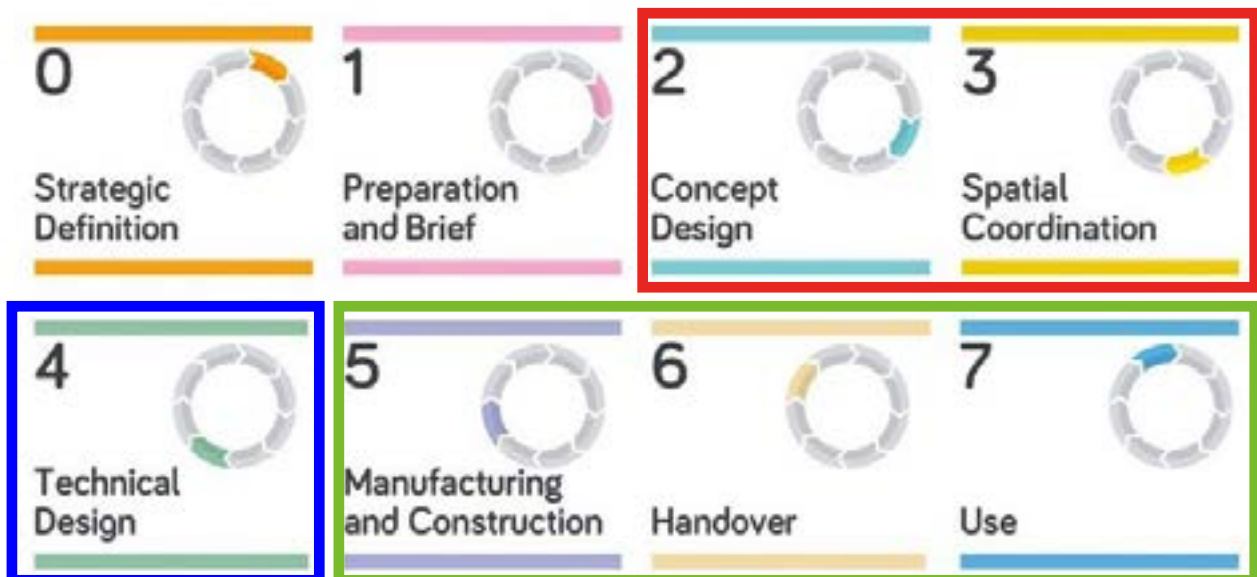 0
Strategic
Definition
1
Preparation
and Brief
2
Concept
Design
3
Spatial
Coordination
4
Technical
Design
5
Manufacturing
and Construction
6
Handover
7
Use